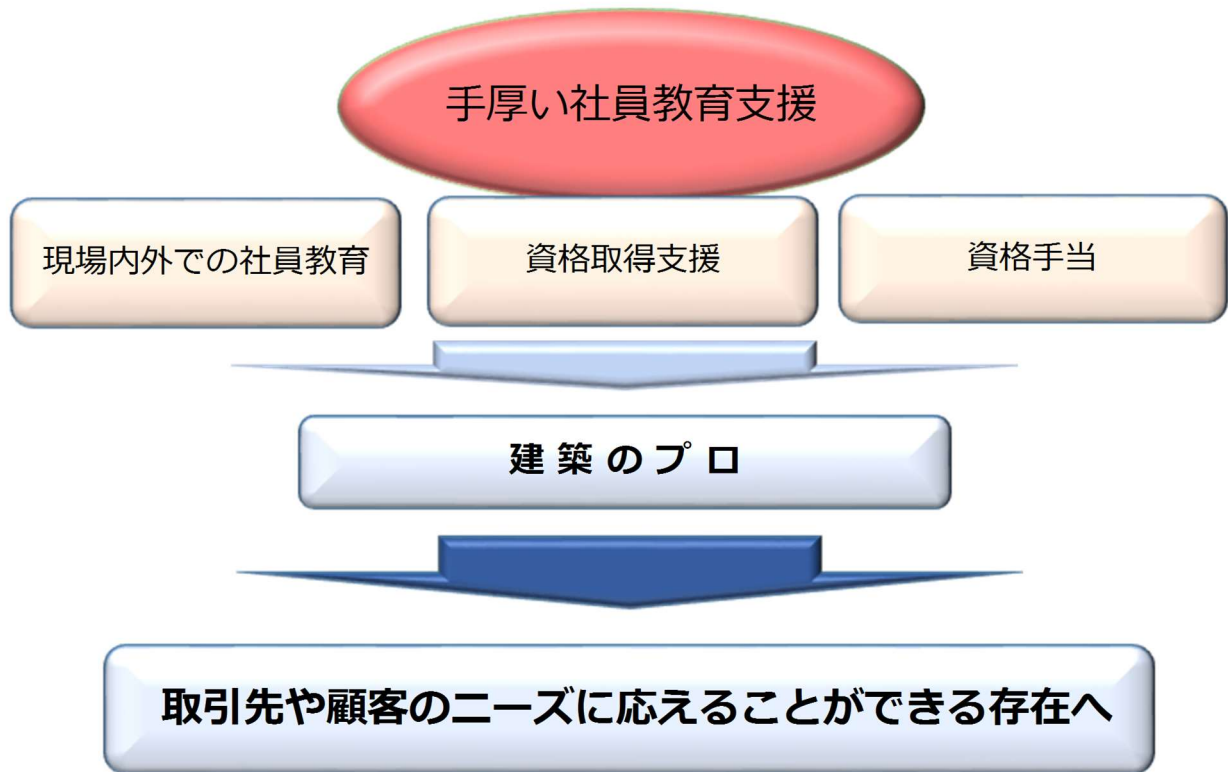 手厚い社員教育支援
現場内外での社員教育
資格取得支援
資格手当
建 築 の プ ロ
取引先や顧客のニーズに応えることができる存在へ